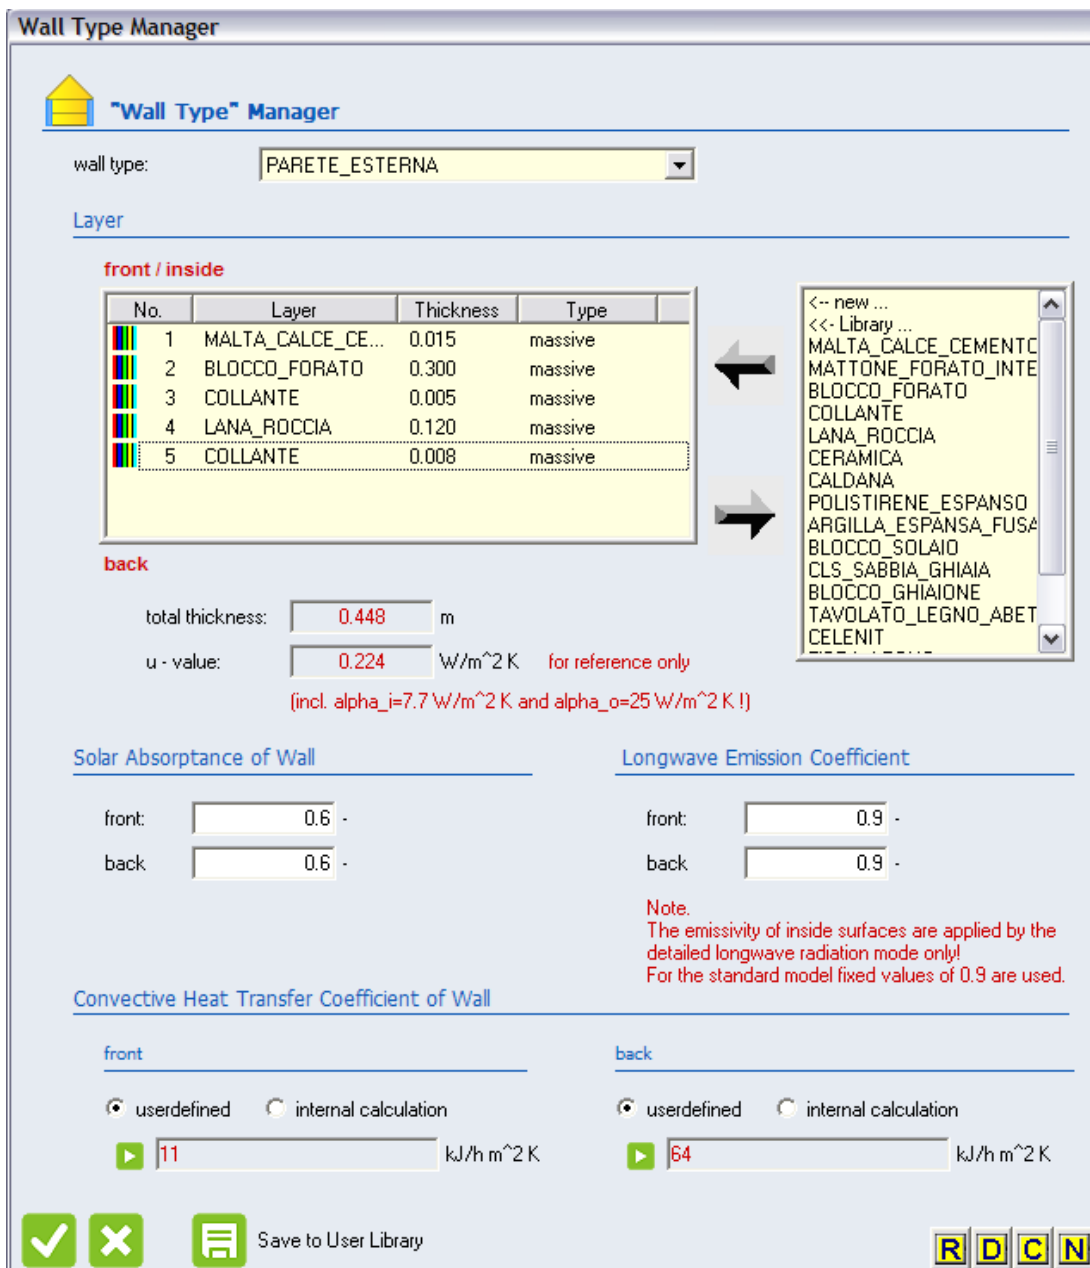 Wall Type Manager
"Wall Type" Manager
wall type: PARETE_ESTERNA
Layer
front / inside
No. Layer Thickness Type
1 MALTA_CALCE_CE... 0.015 massive
2 BLOCCO_FORATO 0.300 massive
3 COLLANTE 0.005 massive
4 LANA_ROCCIA 0.120 massive
5 COLLANTE 0.008 massive
back
<-- new ...
<<- Library ...
MALTA_CALCE_CEMENTO
MATTONE_FORATO_INTE
BLOCCO_FORATO
COLLANTE
LANA_ROCCIA
CERAMICA
CALDANA
POLISTIRENE_ESPANSO
ARGILLA_ESPANSA_FUSA
BLOCCO_SOLAIO
CLS_SABBIA_GHIAIA
BLOCCO_GHIAIONE
TAVOLATO_LEGNO_ABET
CELENIT
total thickness: 0.448 m
u - value: 0.224 W/m^2 K for reference only
(incl. alpha_i=7.7 W/m^2 K and alpha_o=25 W/m^2 K !)
Solar Absorptance of Wall
front: 0.6 -
back 0.6 -
Longwave Emission Coefficient
front: 0.9 -
back 0.9 -
Note.
The emissivity of inside surfaces are applied by the
detailed longwave radiation mode only!
For the standard model fixed values of 0.9 are used.
Convective Heat Transfer Coefficient of Wall
front
userdefined internal calculation
11 kJ/h m^2 K
back
userdefined internal calculation
64 kJ/h m^2 K
Save to User Library
R D C N